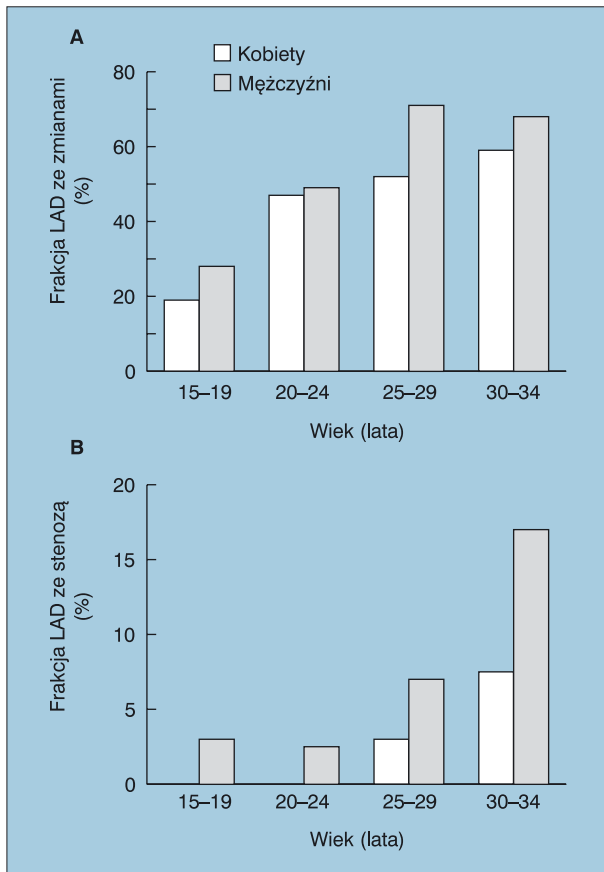 A
Kobiety
Mężczyźni
Frakcja LAD ze zmianami
(%)
80
60
40
20
0
15–19 20–24 25–29 30–34
Wiek (lata)
B
Frakcja LAD ze stenozą
(%)
20
15
10
5
0
15–19 20–24 25–29 30–34
Wiek (lata)